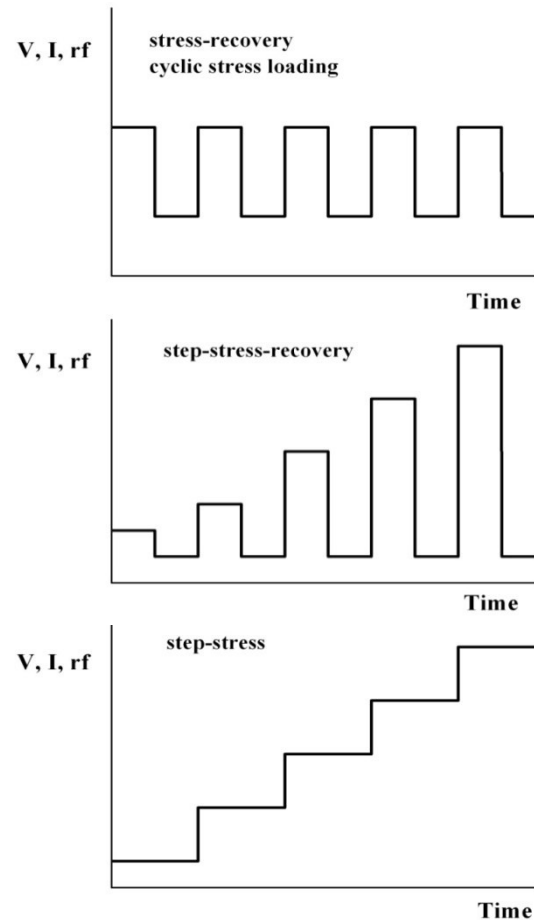 V, I, rf
stress-recovery
cyclic stress loading
Time
V, I, rf
step-stress-recovery
Time
V, I, rf
step-stress
Time